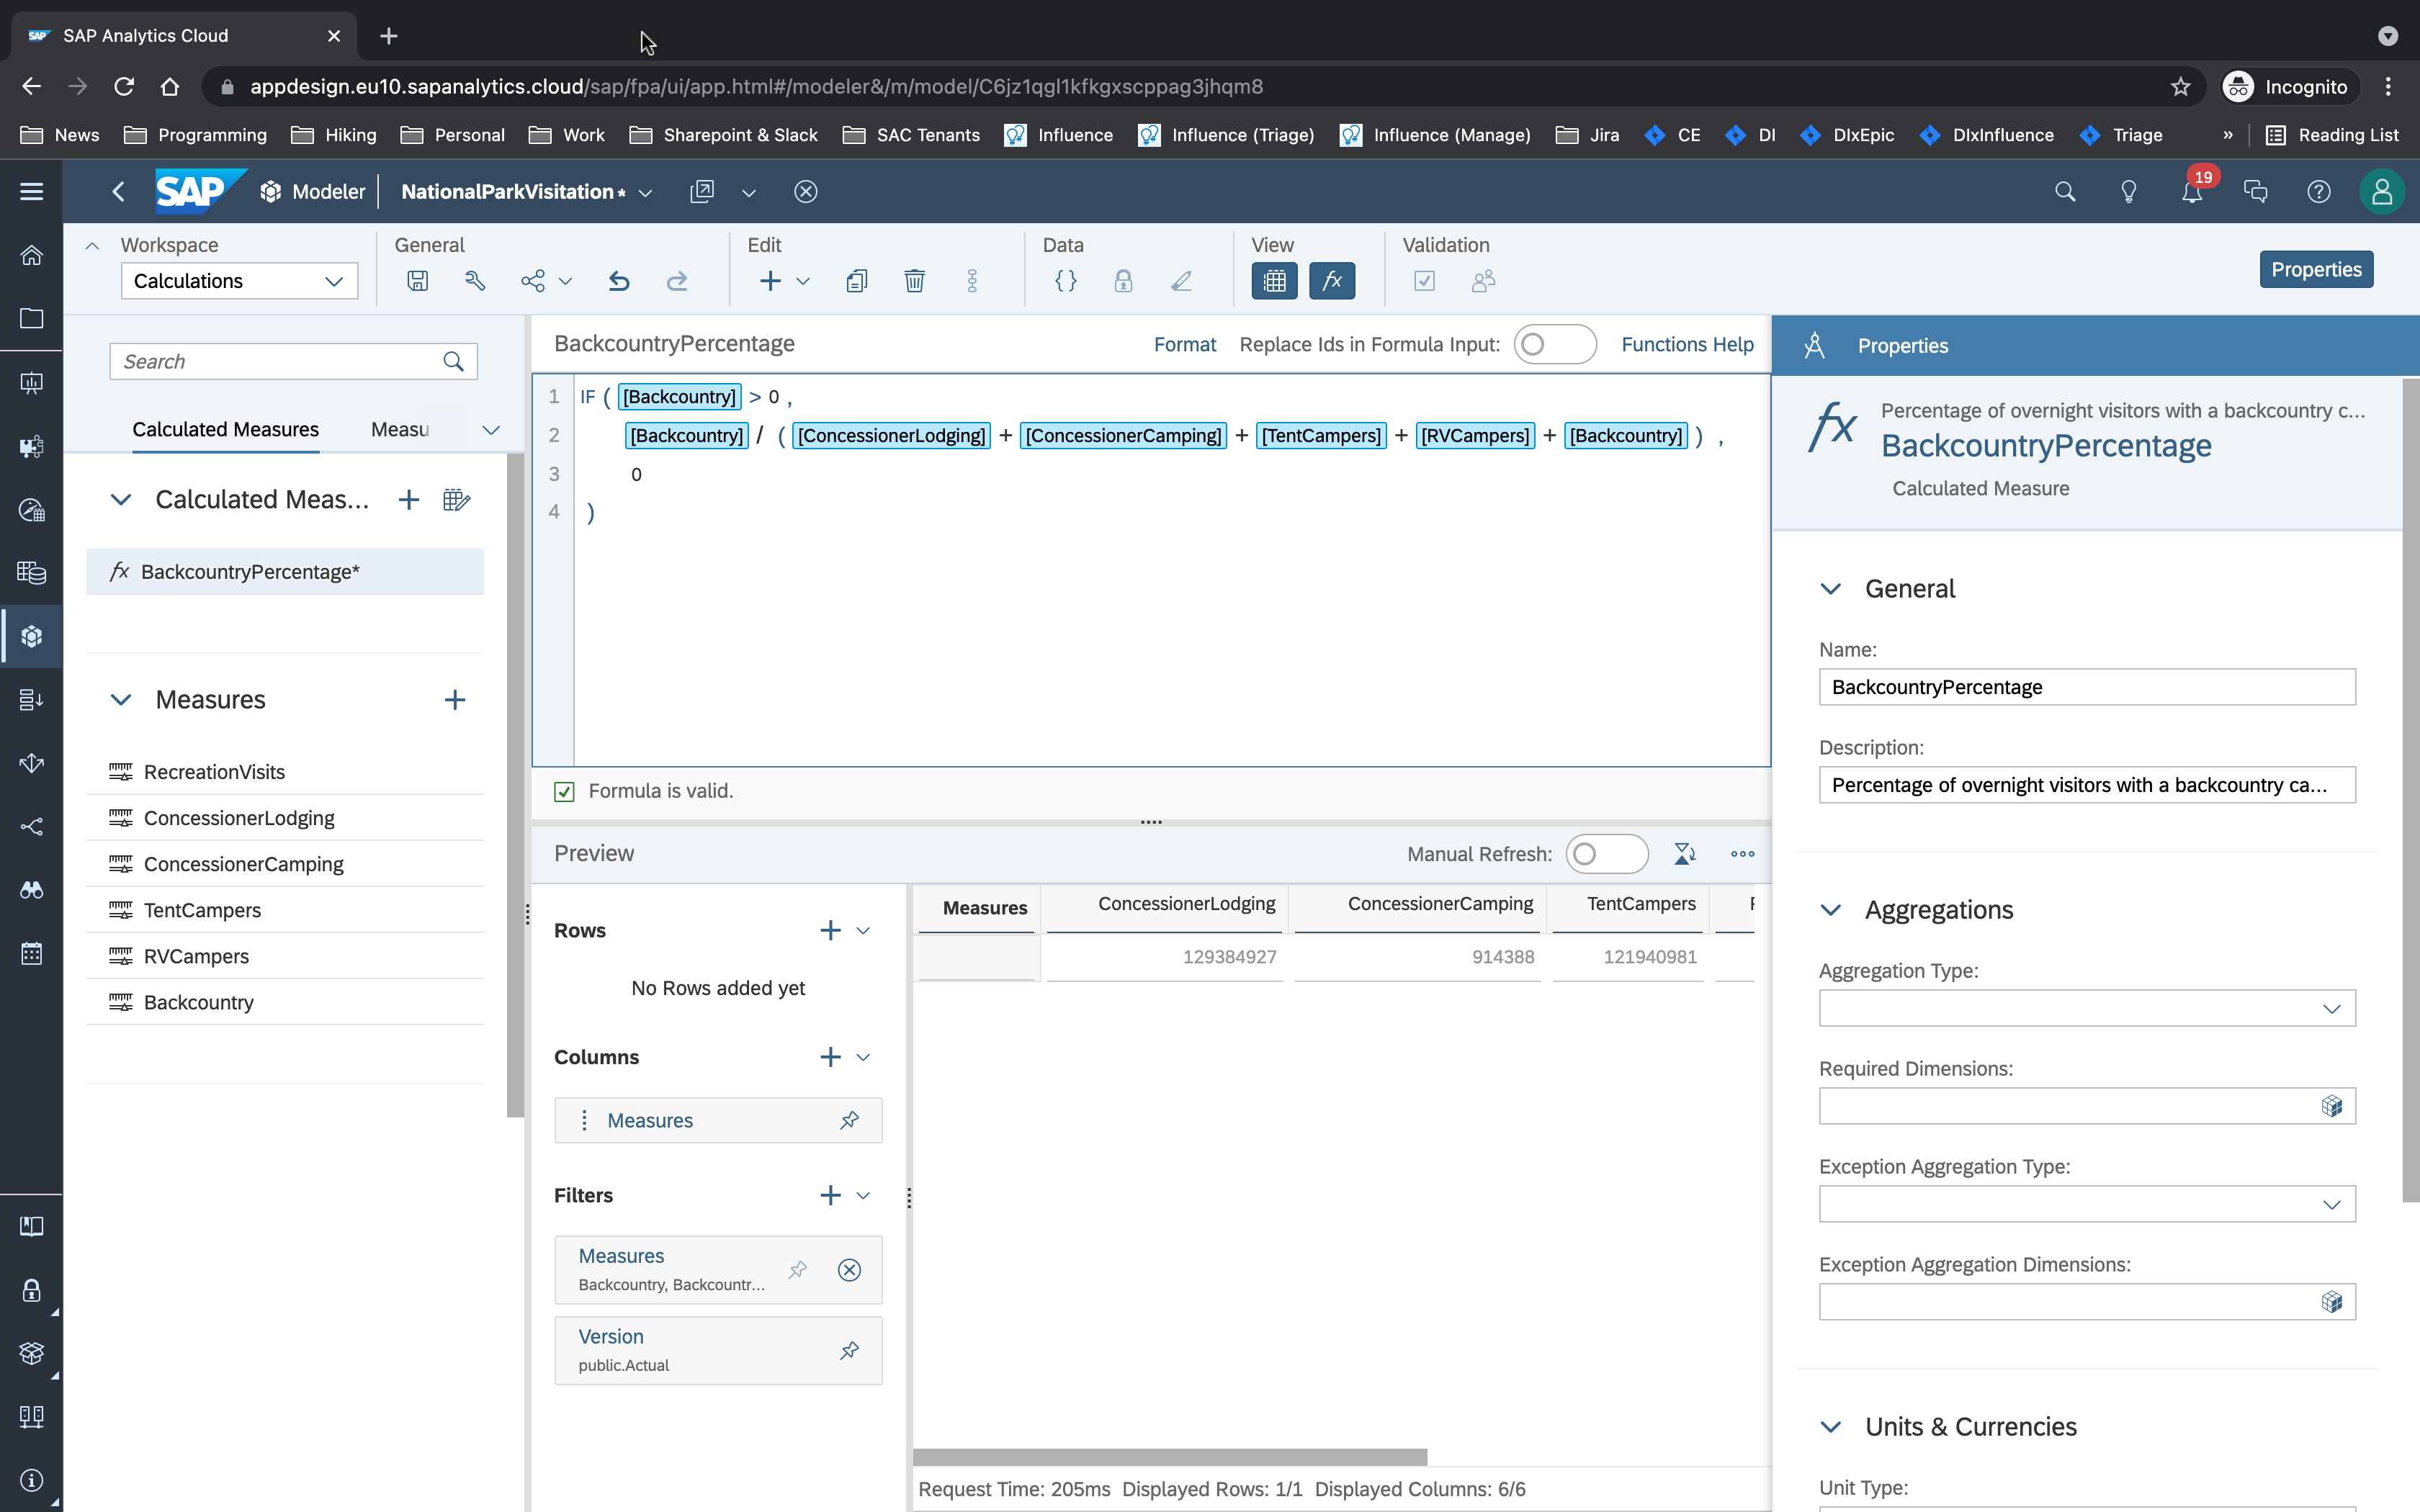 SAP Analytics Cloud
appdesign.eu10.sapanalytics.cloud/sap/fpa/ui/app.html#/modeler&/m/model/C6jz1qgl1kfkgxscppag3jhqm8
Incognito
News
Programming
Hiking
Personal
Work
Sharepoint & Slack
SAC Tenants
Influence
Influence (Triage)
Influence (Manage)
Jira
CE
DI
DIxEpic
DIxInfluence
Triage
»
Reading List
SAP
Modeler
NationalParkVisitation *
19
Workspace
General
Edit
Data
View
Validation
Calculations
Properties
Search
Calculated Measures
Measu
Calculated Meas...
BackcountryPercentage*
Measures
RecreationVisits
ConcessionerLodging
ConcessionerCamping
TentCampers
RVCampers
Backcountry
BackcountryPercentage
Format
Replace Ids in Formula Input:
Functions Help
1 IF ( [Backcountry] > 0 ,
2 [Backcountry] / ( [ConcessionerLodging] + [ConcessionerCamping] + [TentCampers] + [RVCampers] + [Backcountry] ) ,
3 0
4 )
Formula is valid.
Preview
Manual Refresh:
Rows
No Rows added yet
Columns
Measures
Filters
Measures
Backcountry, Backcountr...
Version
public.Actual
Measures ConcessionerLodging ConcessionerCamping TentCampers
129384927 914388 121940981
Request Time: 205ms Displayed Rows: 1/1 Displayed Columns: 6/6
Properties
fx
Percentage of overnight visitors with a backcountry c...
BackcountryPercentage
Calculated Measure
General
Name:
BackcountryPercentage
Description:
Percentage of overnight visitors with a backcountry ca...
Aggregations
Aggregation Type:
Required Dimensions:
Exception Aggregation Type:
Exception Aggregation Dimensions:
Units & Currencies
Unit Type: